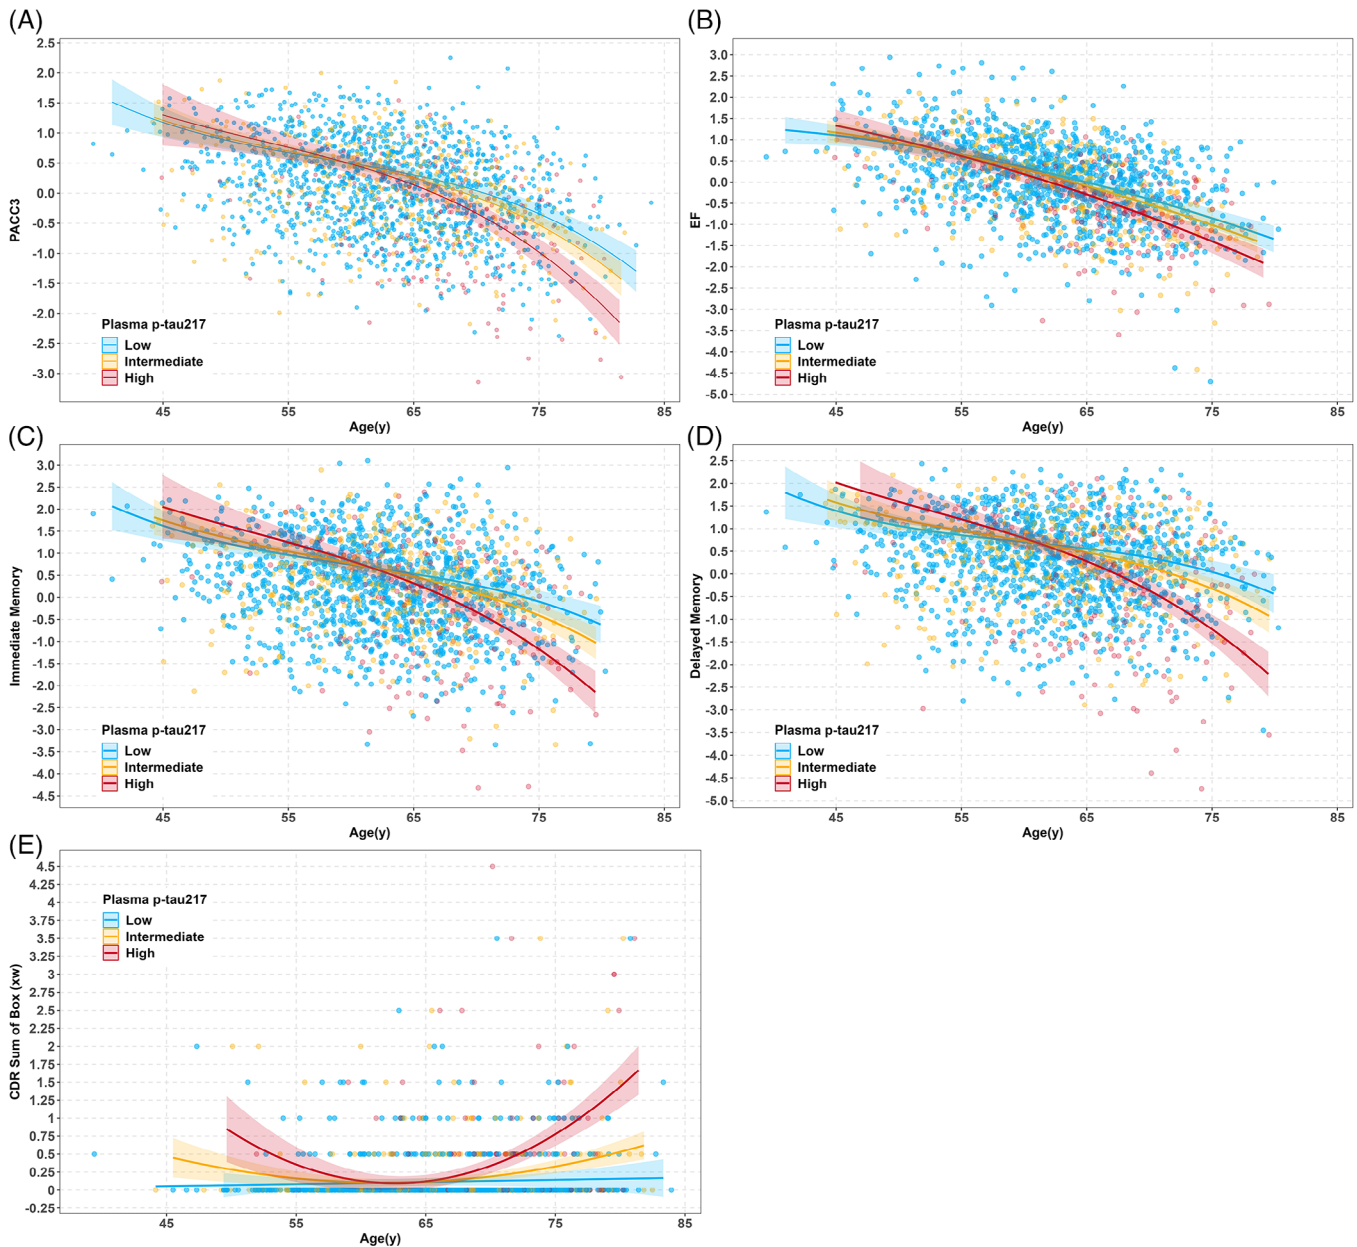 (A)
2.5
2.0
1.5
1.0
0.5
0.0
-0.5
-1.0
-1.5
-2.0
-2.5
-3.0
PACC3
Plasma p-tau217
Low
Intermediate
High
45 55 65 75 85
Age(y)
(B)
3.0
2.5
2.0
1.5
1.0
0.5
0.0
-0.5
-1.0
-1.5
-2.0
-2.5
-3.0
-3.5
-4.0
-4.5
-5.0
EF
Plasma p-tau217
Low
Intermediate
High
45 55 65 75 85
Age(y)
(C)
3.0
2.5
2.0
1.5
1.0
0.5
0.0
-0.5
-1.0
-1.5
-2.0
-2.5
-3.0
-3.5
-4.0
-4.5
Immediate Memory
Plasma p-tau217
Low
Intermediate
High
45 55 65 75 85
Age(y)
(D)
2.5
2.0
1.5
1.0
0.5
0.0
-0.5
-1.0
-1.5
-2.0
-2.5
-3.0
-3.5
-4.0
-4.5
-5.0
Delayed Memory
Plasma p-tau217
Low
Intermediate
High
45 55 65 75 85
Age(y)
(E)
4.5
4.25
4
3.75
3.5
3.25
3
2.75
2.5
2.25
2
1.75
1.5
1.25
1
0.75
0.5
0.25
0
-0.25
CDR Sum of Box (xw)
Plasma p-tau217
Low
Intermediate
High
45 55 65 75 85
Age(y)